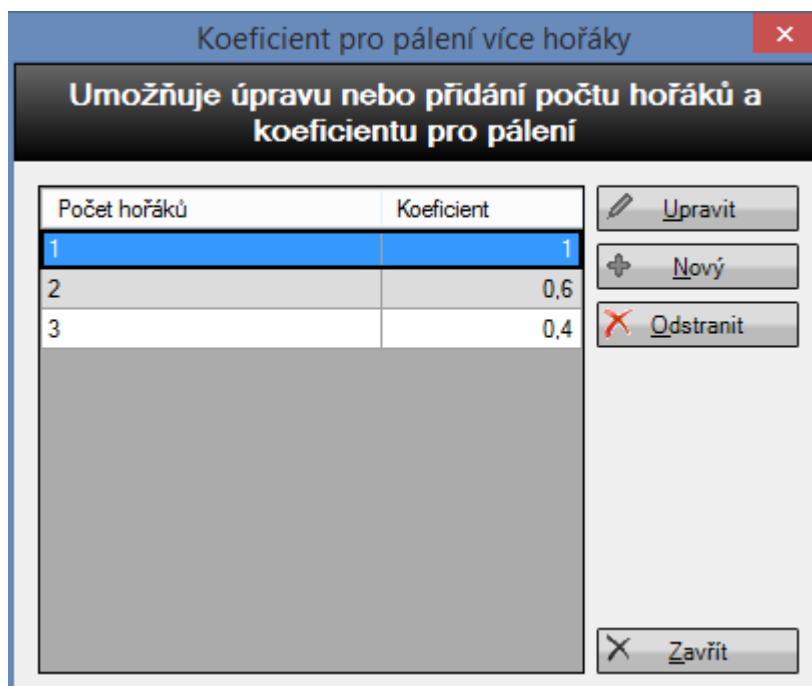 Koeficient pro pálení více hořáky
Umožňuje úpravu nebo přidání počtu hořáků a
koeficientu pro pálení
Počet hořáků Koeficient
1 1
2 0,6
3 0,4
Upravit
Nový
Odstranit
Zavřít